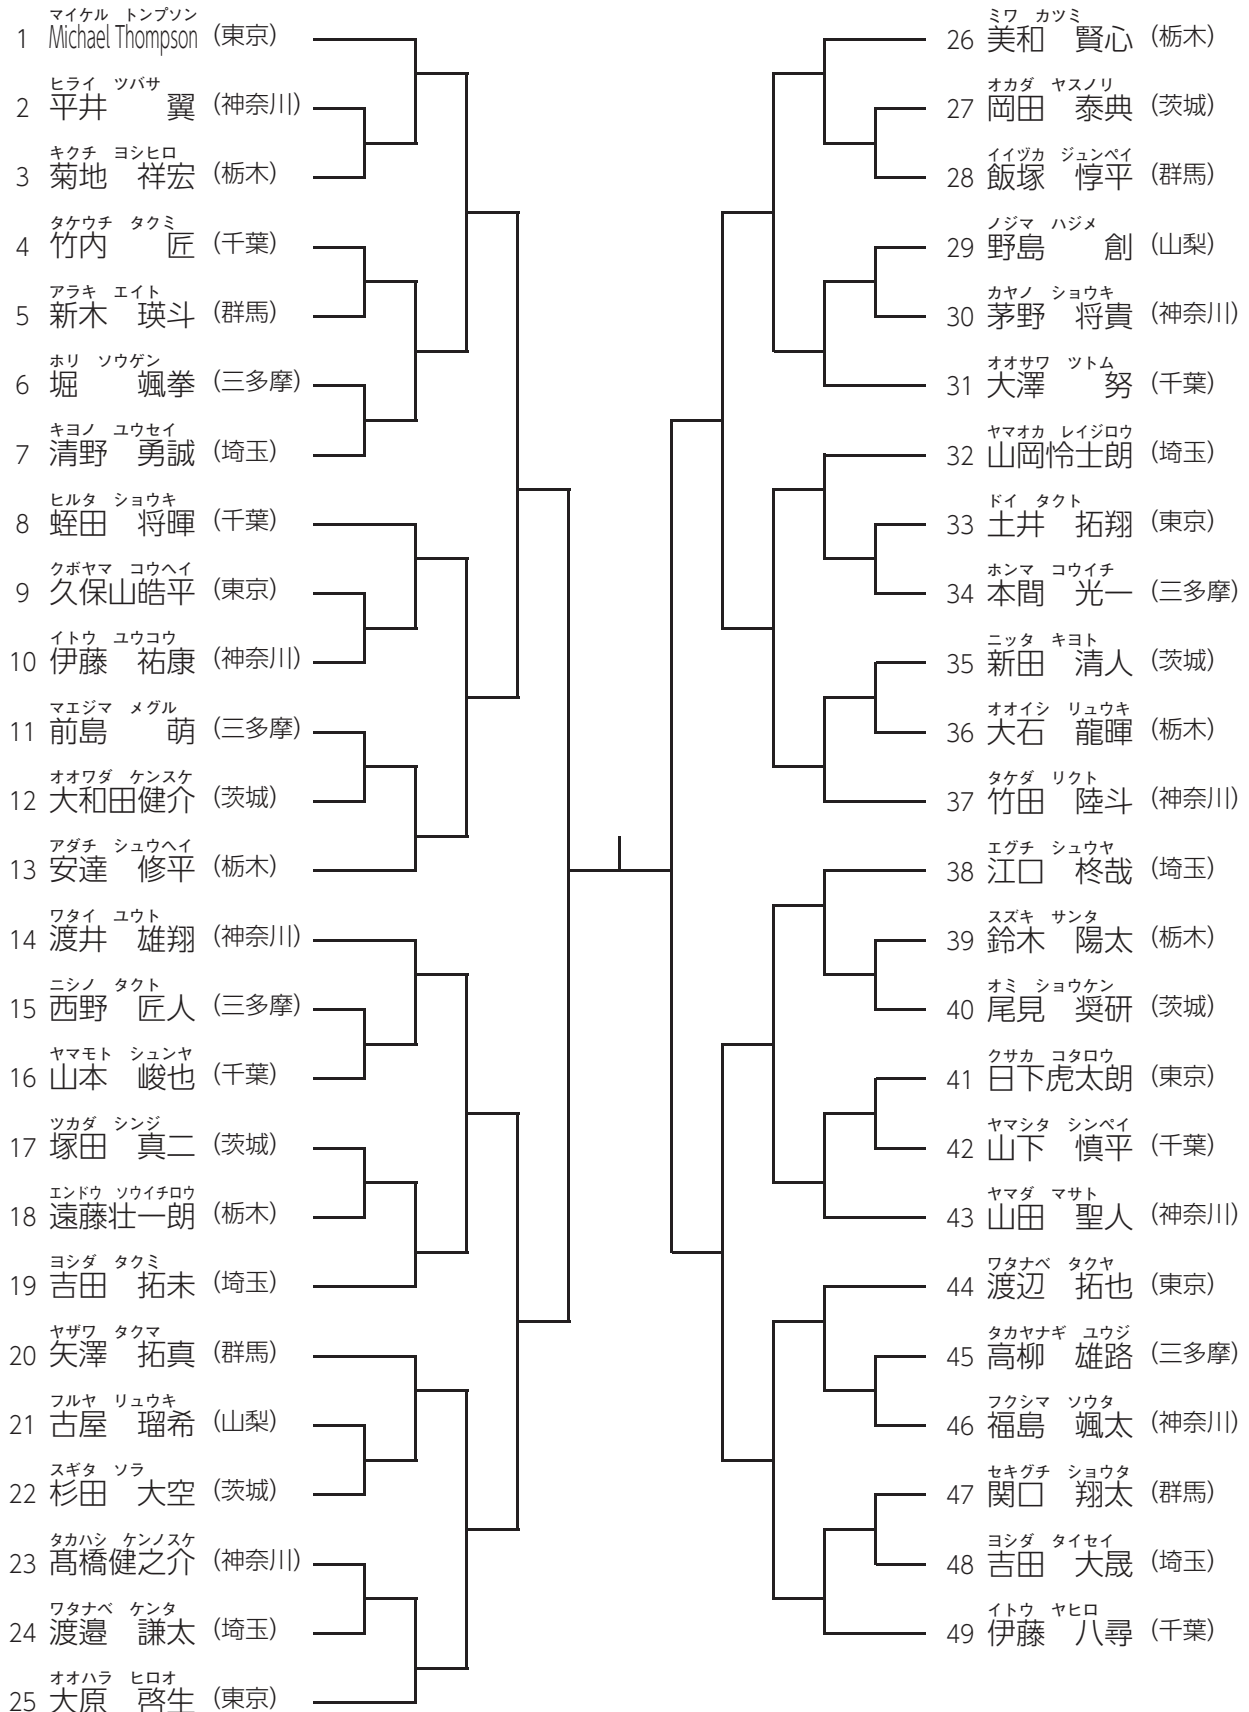 マイケル トンプソン
1 Michael Thompson (東京)
ヒライ ツバサ
2 平井 翼 (神奈川)
キクチ ヨシヒロ
3 菊地 祥宏 (栃木)
タケウチ タクミ
4 竹内 匠 (千葉)
アラキ エイト
5 新木 瑛斗 (群馬)
ホリ ソウゲン
6 堀 颯拳 (三多摩)
キヨノ ユウセイ
7 清野 勇誠 (埼玉)
ヒルタ ショウキ
8 蛭田 将暉 (千葉)
クボヤマ コウヘイ
9 久保山皓平 (東京)
イトウ ユウコウ
10 伊藤 祐康 (神奈川)
マエジマ メグル
11 前島 萌 (三多摩)
オオワダ ケンスケ
12 大和田健介 (茨城)
アダチ シュウヘイ
13 安達 修平 (栃木)
ワタイ ユウト
14 渡井 雄翔 (神奈川)
ニシノ タクト
15 西野 匠人 (三多摩)
ヤマモト シュンヤ
16 山本 峻也 (千葉)
ツカダ シンジ
17 塚田 真二 (茨城)
エンドウ ソウイチロウ
18 遠藤壮一朗 (栃木)
ヨシダ タクミ
19 吉田 拓未 (埼玉)
ヤザワ タクマ
20 矢澤 拓真 (群馬)
フルヤ リュウキ
21 古屋 瑠希 (山梨)
スギタ ソラ
22 杉田 大空 (茨城)
タカハシ ケンノスケ
23 髙橋健之介 (神奈川)
ワタナベ ケンタ
24 渡邉 謙太 (埼玉)
オオハラ ヒロオ
25 大原 啓生 (東京)
ミワ カツミ
26 美和 賢心 (栃木)
オカダ ヤスノリ
27 岡田 泰典 (茨城)
イイヅカ ジュンペイ
28 飯塚 惇平 (群馬)
ノジマ ハジメ
29 野島 創 (山梨)
カヤノ ショウキ
30 茅野 将貴 (神奈川)
オオサワ ツトム
31 大澤 努 (千葉)
ヤマオカ レイジロウ
32 山岡怜士朗 (埼玉)
ドイ タクト
33 土井 拓翔 (東京)
ホンマ コウイチ
34 本間 光一 (三多摩)
ニッタ キヨト
35 新田 清人 (茨城)
オオイシ リュウキ
36 大石 龍暉 (栃木)
タケダ リクト
37 竹田 陸斗 (神奈川)
エグチ シュウヤ
38 江口 柊哉 (埼玉)
スズキ サンタ
39 鈴木 陽太 (栃木)
オミ ショウケン
40 尾見 奨研 (茨城)
クサカ コタロウ
41 日下虎太朗 (東京)
ヤマシタ シンペイ
42 山下 慎平 (千葉)
ヤマダ マサト
43 山田 聖人 (神奈川)
ワタナベ タクヤ
44 渡辺 拓也 (東京)
タカヤナギ ユウジ
45 高柳 雄路 (三多摩)
フクシマ ソウタ
46 福島 颯太 (神奈川)
セキグチ ショウタ
47 関口 翔太 (群馬)
ヨシダ タイセイ
48 吉田 大晟 (埼玉)
イトウ ヤヒロ
49 伊藤 八尋 (千葉)